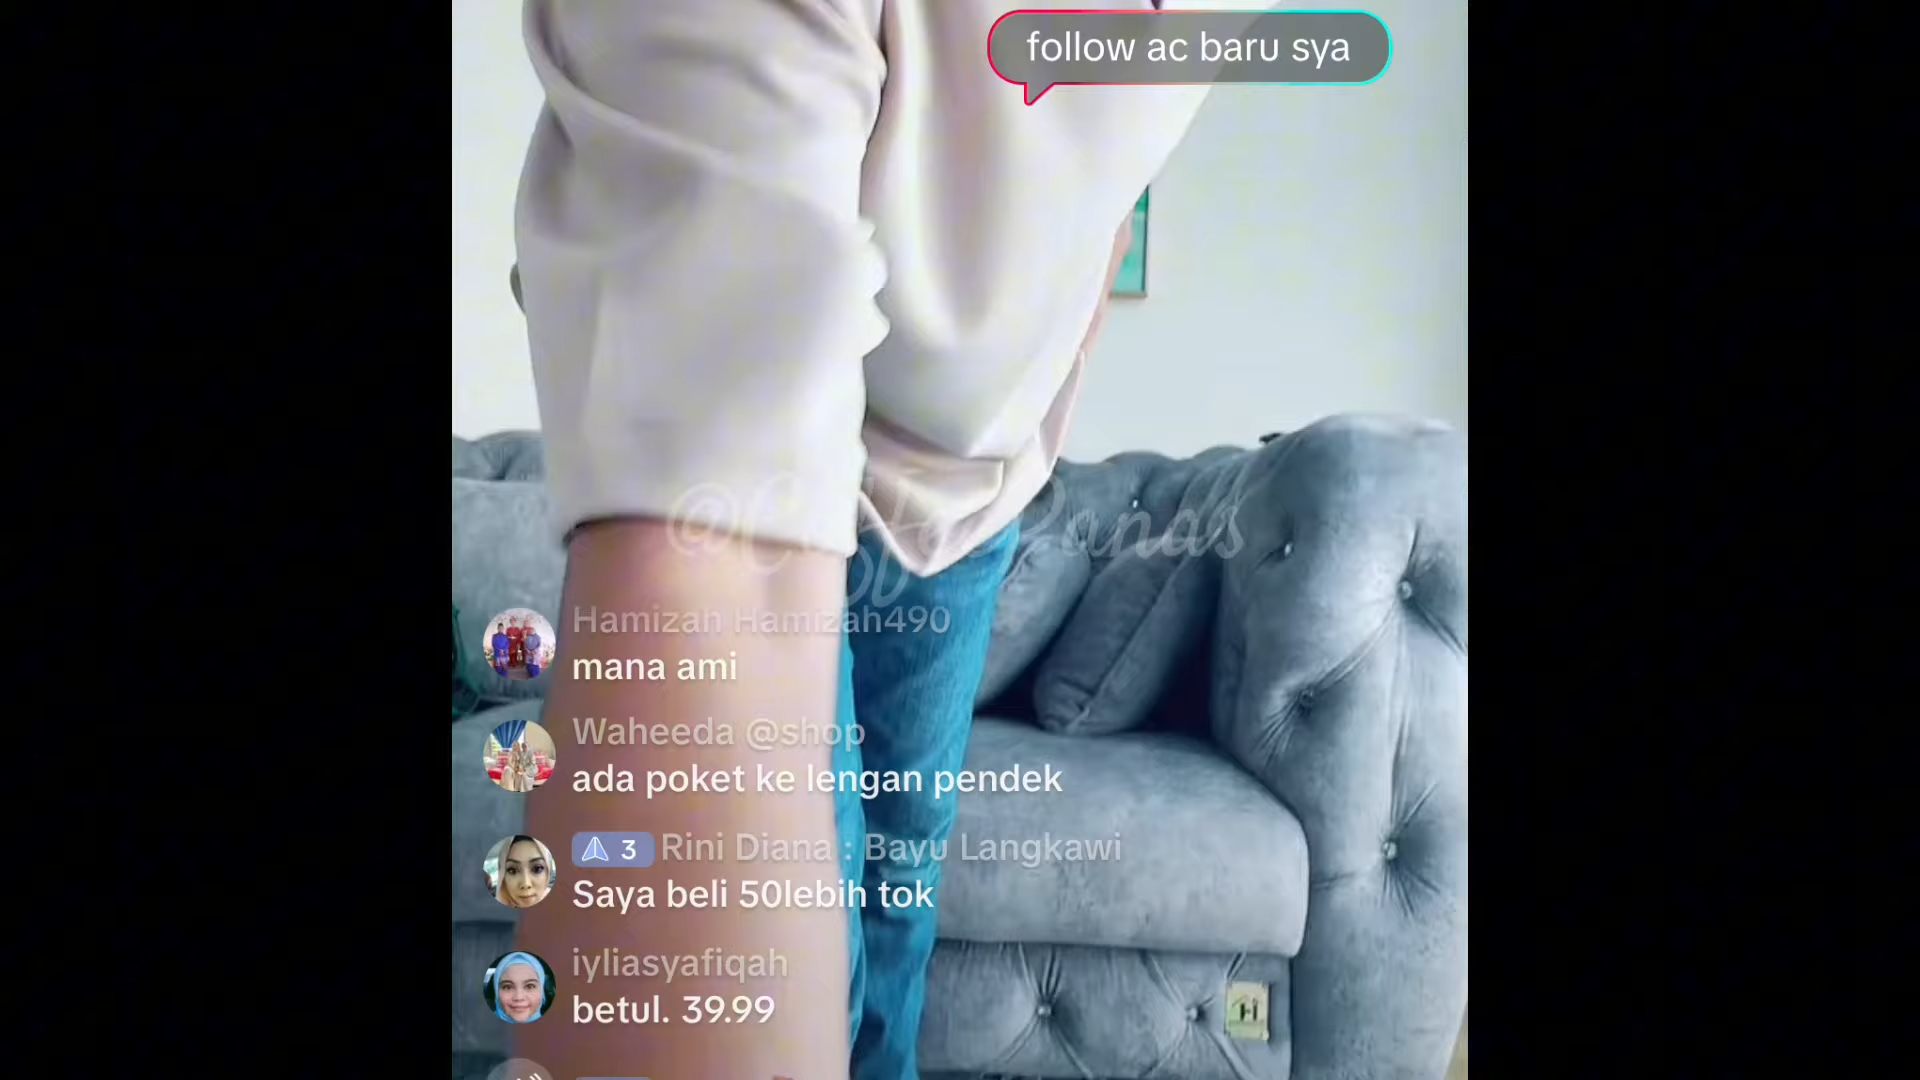 follow ac baru sya
@CoffeePanas
Hamizah Hamizah490
mana ami
Waheeda @shop
ada poket ke lengan pendek
3 Rini Diana : Bayu Langkawi
Saya beli 50lebih tok
iyliasyafiqah
betul. 39.99
H